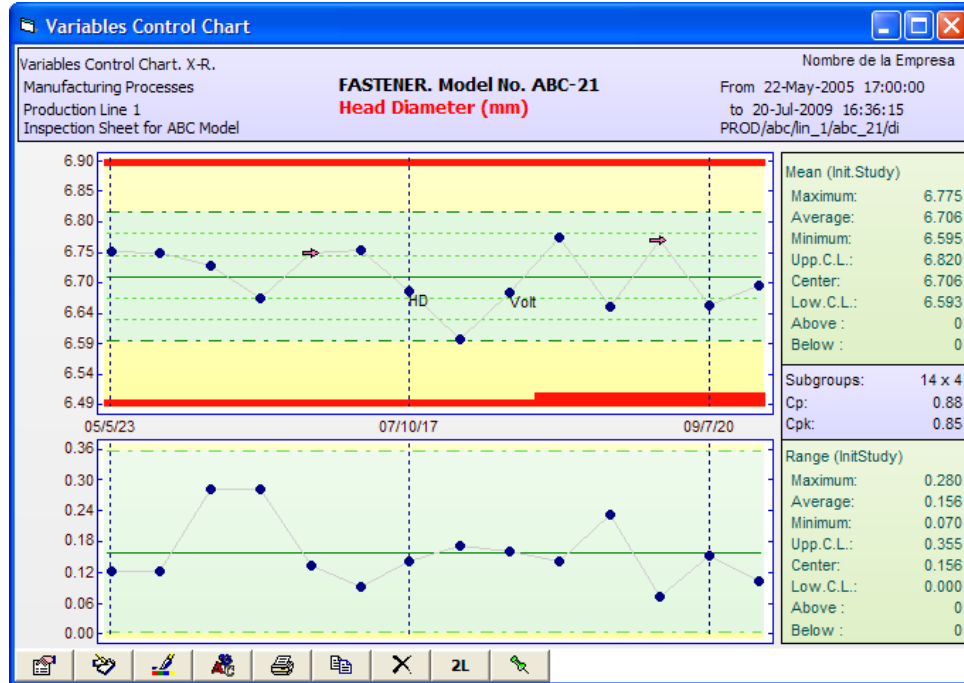 Variables Control Chart
Variables Control Chart. X-R.
Manufacturing Processes
Production Line 1
Inspection Sheet for ABC Model
FASTENER. Model No. ABC-21
Head Diameter (mm)
Nombre de la Empresa
From 22-May-2005 17:00:00
to 20-Jul-2009 16:36:15
PROD/abc/lin_1/abc_21/di
6.90
6.85
6.80
6.75
6.70
6.64
6.59
6.54
6.49
HD
Volt
05/5/23 07/10/17 09/7/20
Mean (Init.Study)
Maximum: 6.775
Average: 6.706
Minimum: 6.595
Upp.C.L.: 6.820
Center: 6.706
Low.C.L.: 6.593
Above : 0
Below : 0
Subgroups: 14 x 4
Cp: 0.88
Cpk: 0.85
0.36
0.30
0.24
0.18
0.12
0.06
0.00
Range (InitStudy)
Maximum: 0.280
Average: 0.156
Minimum: 0.070
Upp.C.L.: 0.355
Center: 0.156
Low.C.L.: 0.000
Above : 0
Below : 0
2L